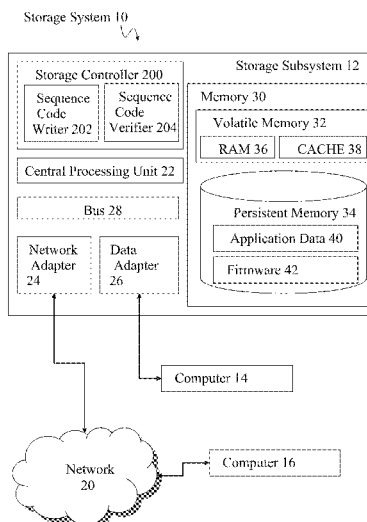 Storage System 10
Storage Controller 200
Sequence
Code
Writer 202
Sequence
Code
Verifier 204
Central Processing Unit 22
Bus 28
Network
Adapter
24
Data
Adapter
26
Storage Subsystem 12
Memory 30
Volatile Memory 32
RAM 36
CACHE 38
Persistent Memory 34
Application Data 40
Firmware 42
Computer 14
Network
20
Computer 16